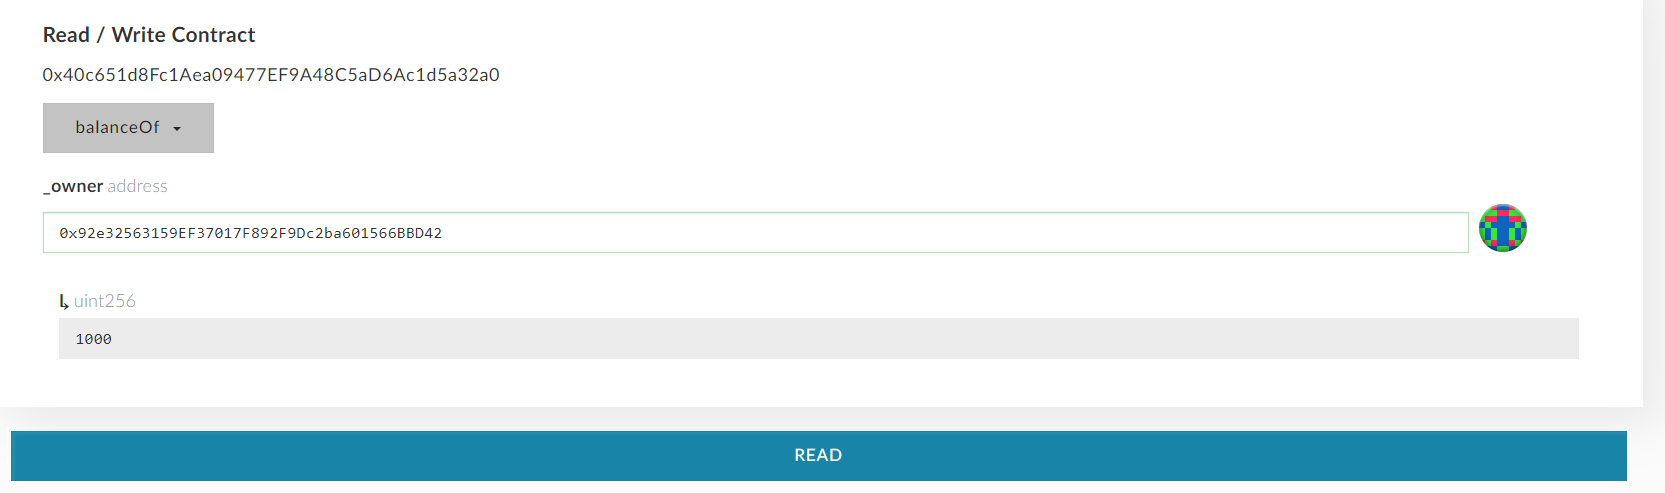 Read / Write Contract
0x40c651d8Fc1Aea09477EF9A48C5aD6Ac1d5a32a0
balanceOf
_owner address
0x92e32563159EF37017F892F9Dc2ba601566BBD42
uint256
1000
READ